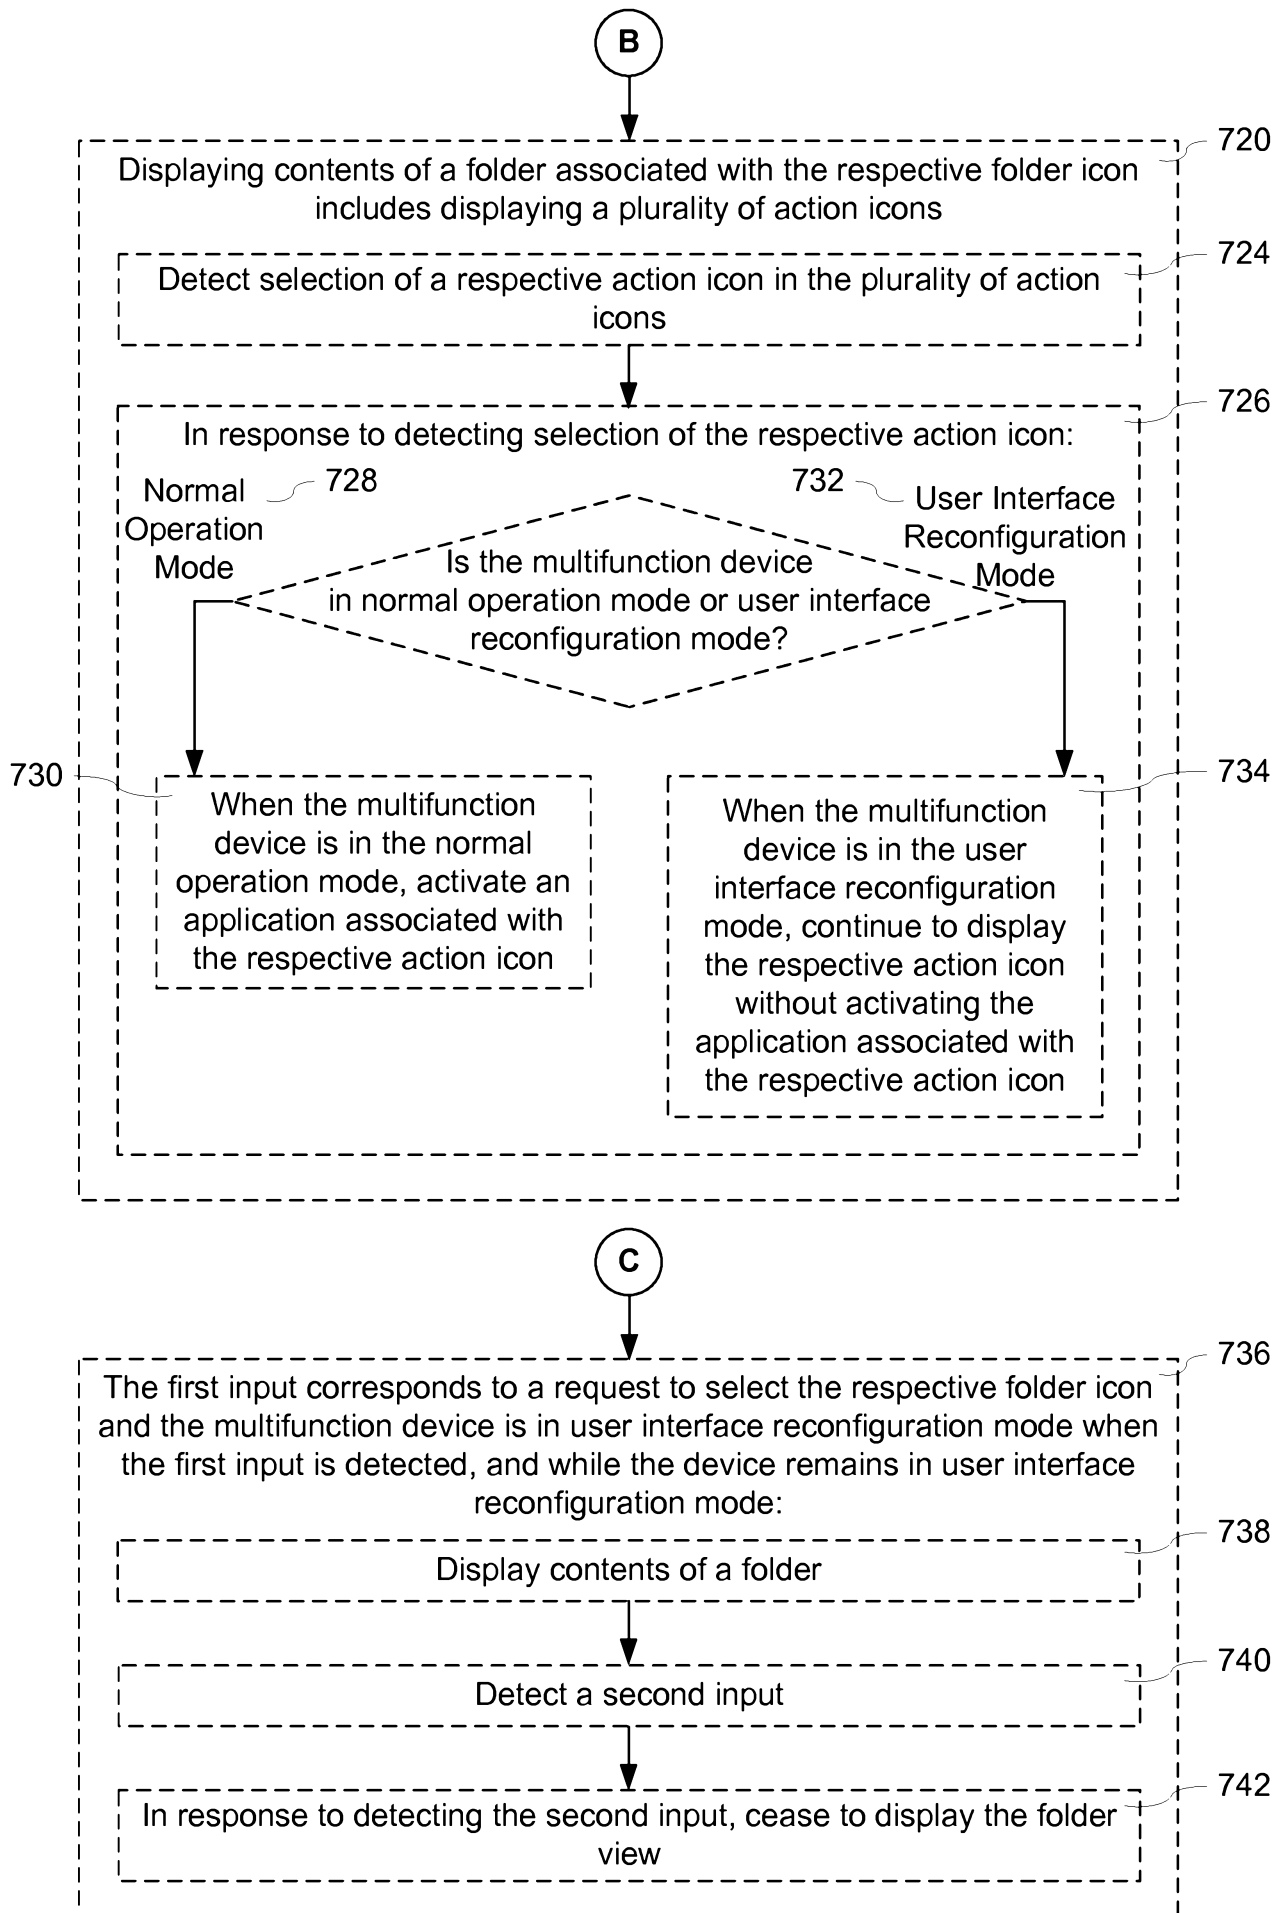 B
720
Displaying contents of a folder associated with the respective folder icon
includes displaying a plurality of action icons
724
Detect selection of a respective action icon in the plurality of action
icons
726
In response to detecting selection of the respective action icon:
728
Normal
Operation
Mode
732
User Interface
Reconfiguration
Mode
Is the multifunction device
in normal operation mode or user interface
reconfiguration mode?
730
When the multifunction
device is in the normal
operation mode, activate an
application associated with
the respective action icon
734
When the multifunction
device is in the user
interface reconfiguration
mode, continue to display
the respective action icon
without activating the
application associated with
the respective action icon
C
736
The first input corresponds to a request to select the respective folder icon
and the multifunction device is in user interface reconfiguration mode when
the first input is detected, and while the device remains in user interface
reconfiguration mode:
738
Display contents of a folder
740
Detect a second input
742
In response to detecting the second input, cease to display the folder
view